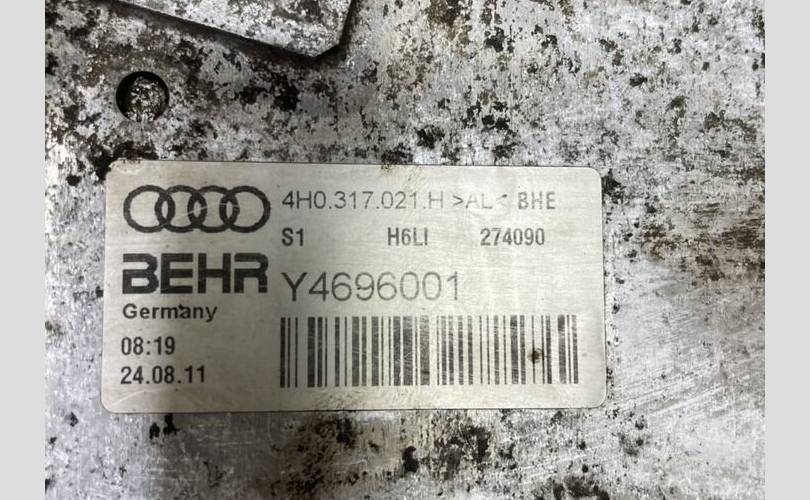 4H0.317.021.H >AL< BHE
S1 H6LI 274090
BEHR Y4696001
Germany
08:19
24.08.11